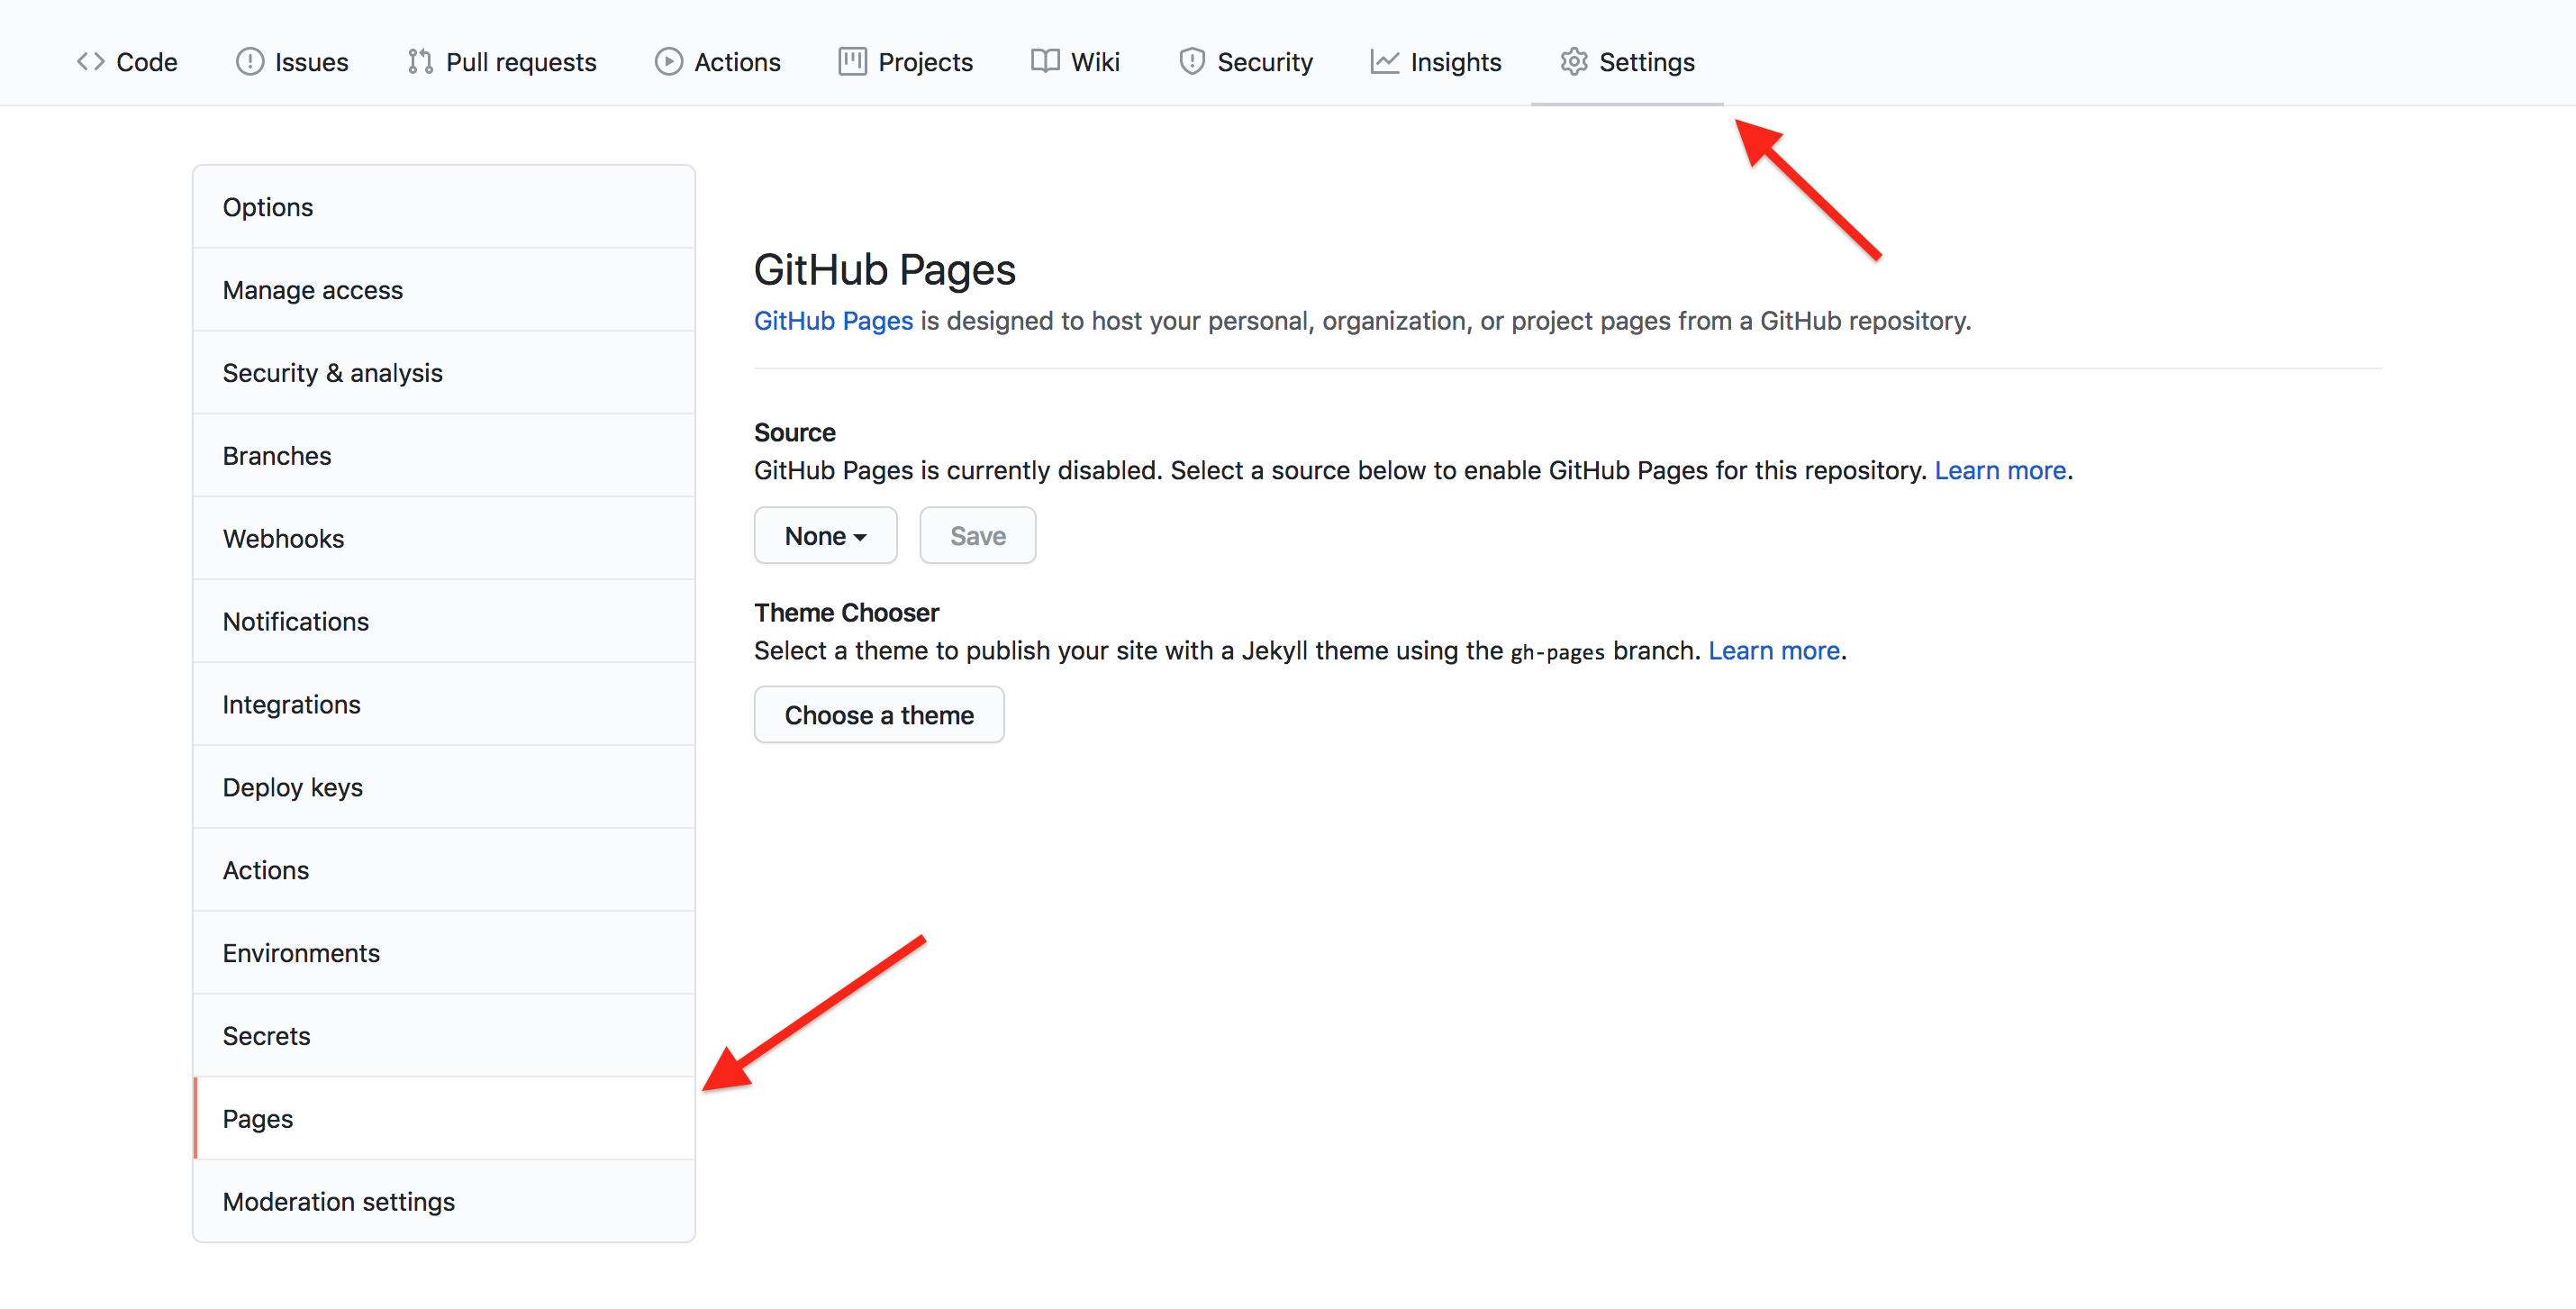 Code Issues Pull requests Actions Projects Wiki Security Insights Settings
Options
Manage access
Security & analysis
Branches
Webhooks
Notifications
Integrations
Deploy keys
Actions
Environments
Secrets
Pages
Moderation settings
GitHub Pages
GitHub Pages is designed to host your personal, organization, or project pages from a GitHub repository.
Source
GitHub Pages is currently disabled. Select a source below to enable GitHub Pages for this repository. Learn more.
None Save
Theme Chooser
Select a theme to publish your site with a Jekyll theme using the gh-pages branch. Learn more.
Choose a theme